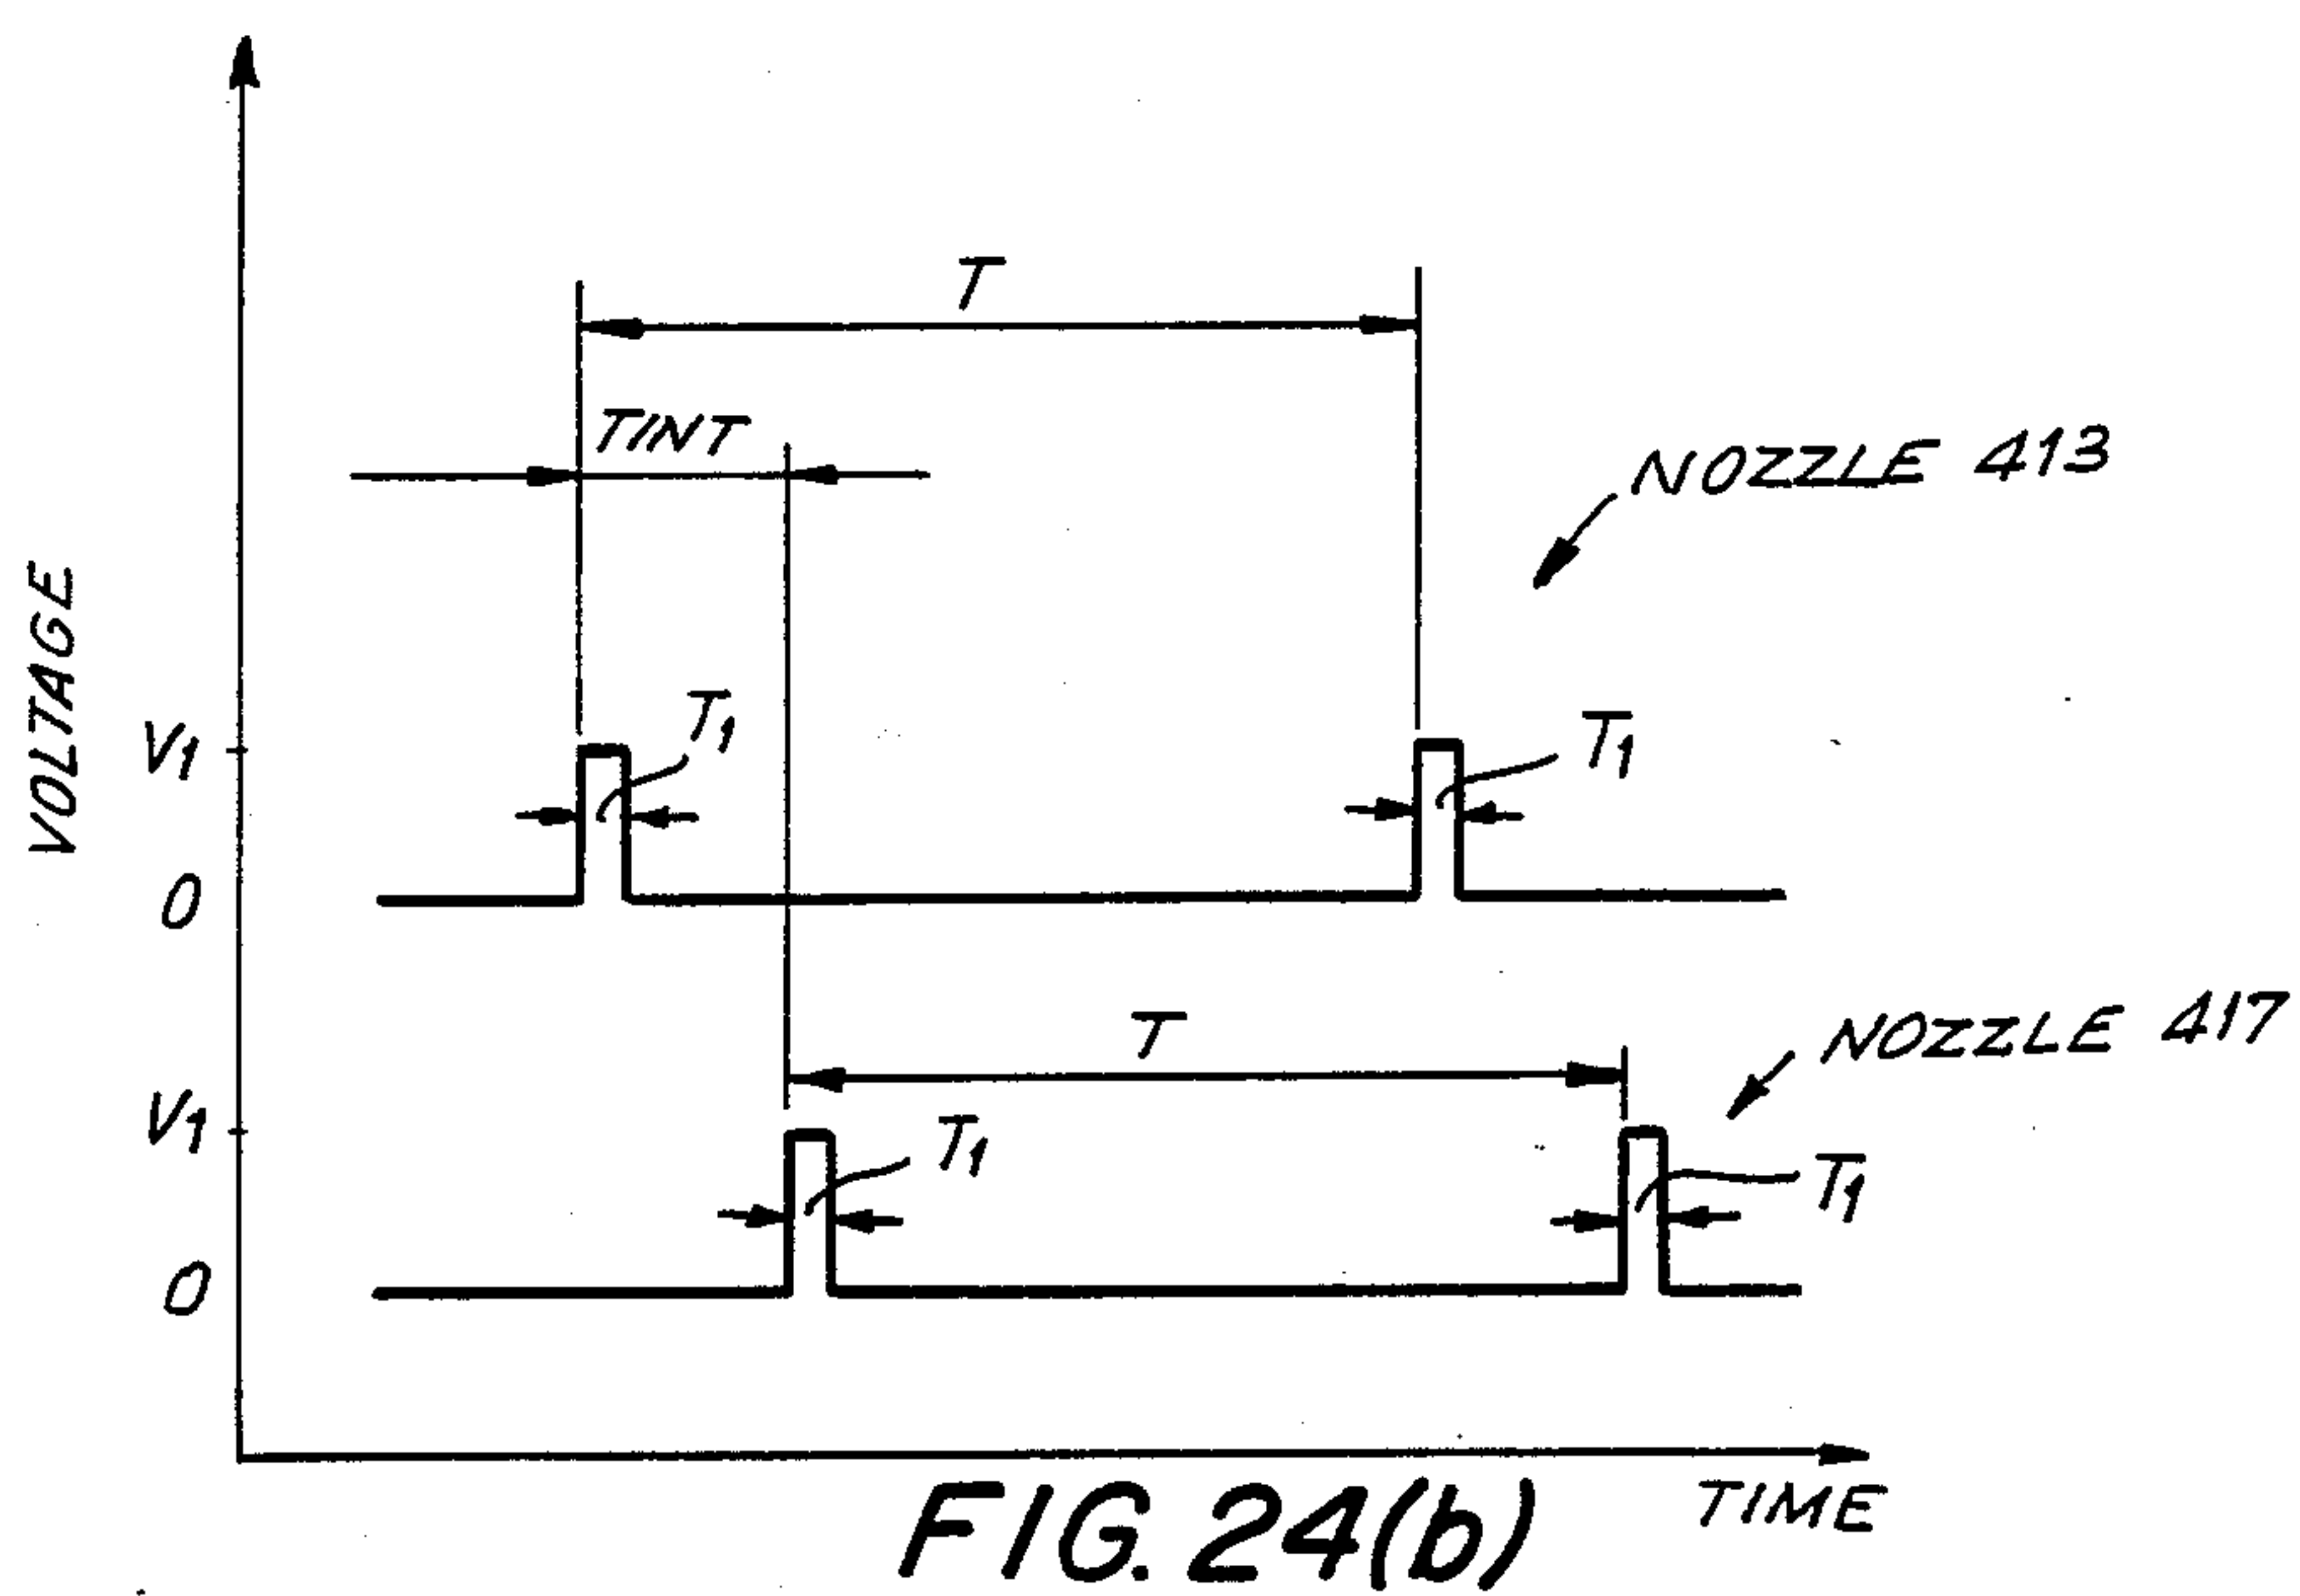 T
TINT
NOZZLE 413
VOLTAGE
T1
T1
V1
0
T
NOZZLE 417
V1
T1
T1
0
TIME
FIG. 24(b)